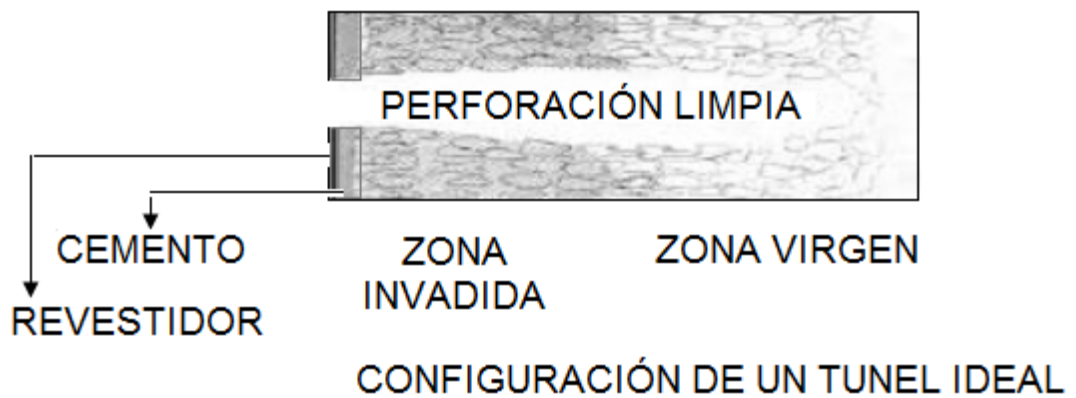 PERFORACIÓN LIMPIA
CEMENTO
ZONA
INVADIDA
ZONA VIRGEN
REVESTIDOR
CONFIGURACIÓN DE UN TUNEL IDEAL